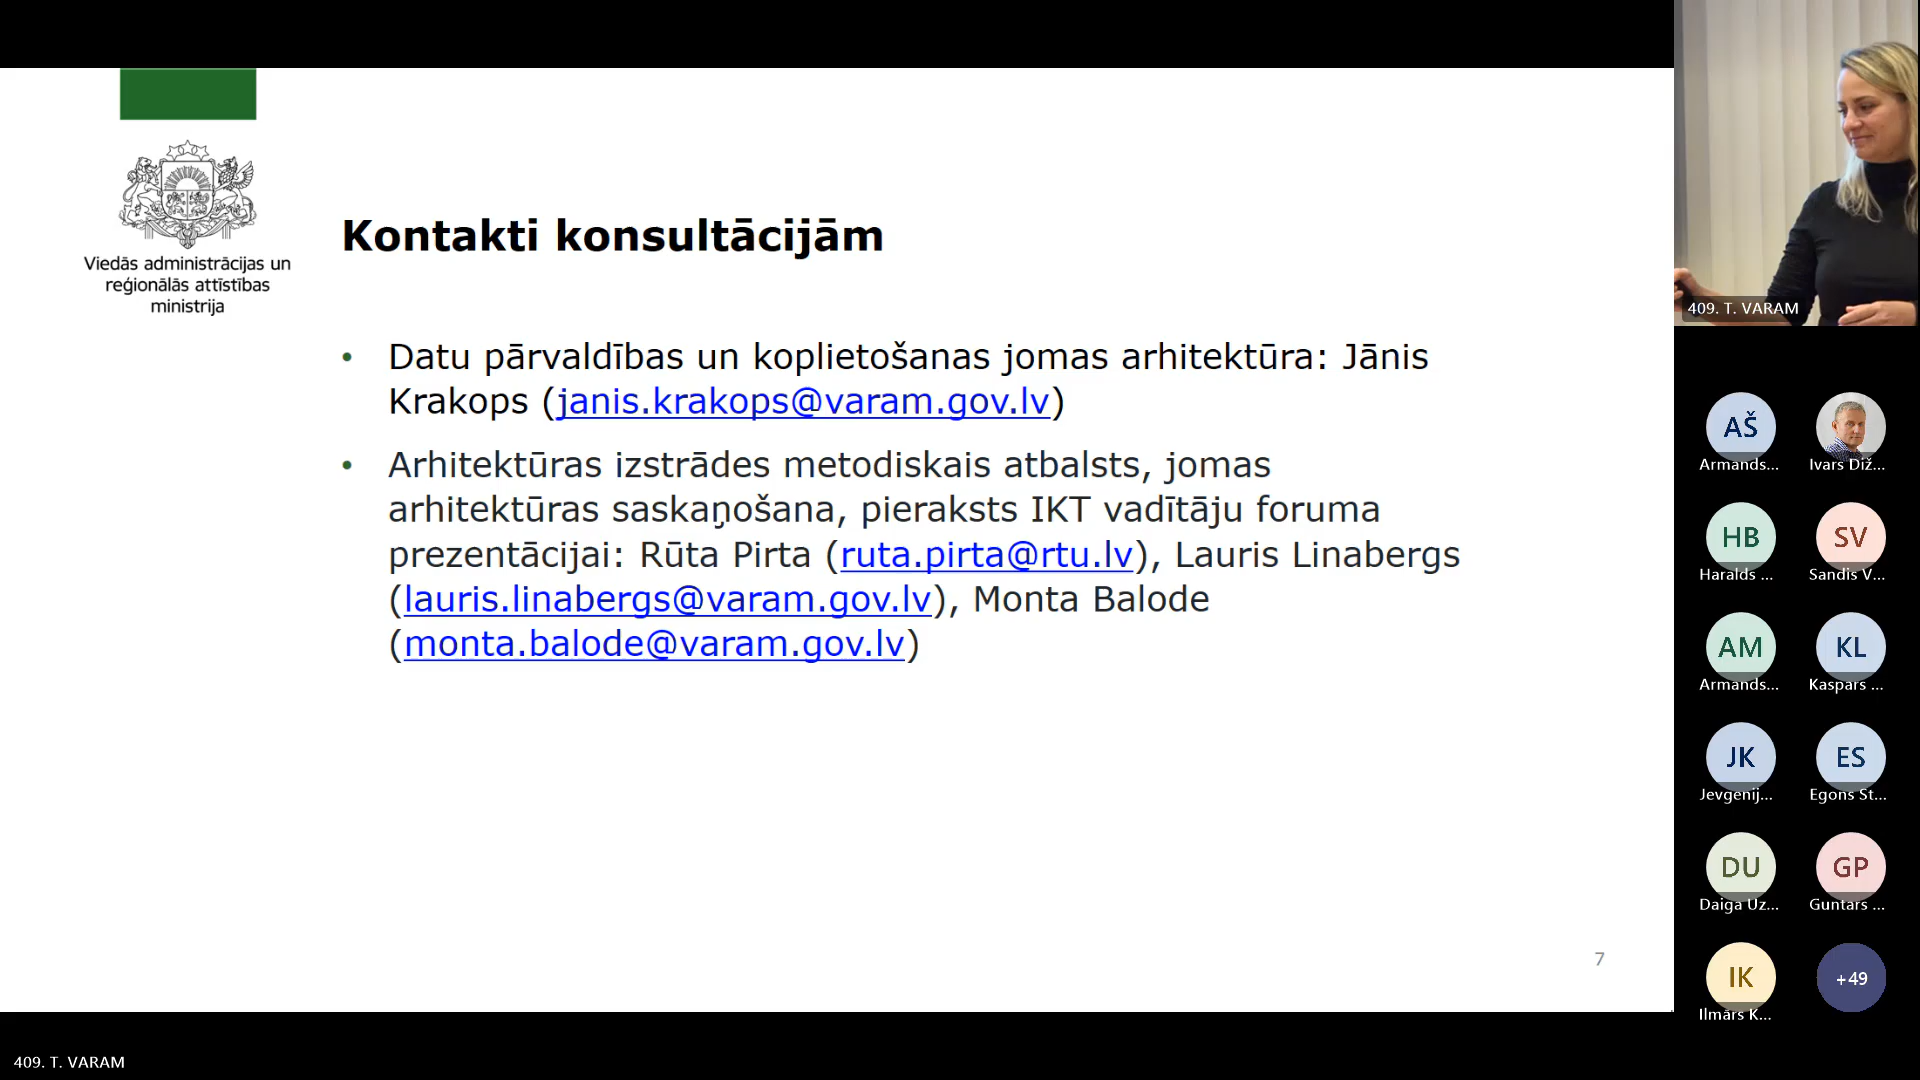 Viedās administrācijas un
reģionālās attīstības
ministrija
Kontakti konsultācijām
• Datu pārvaldības un koplietošanas jomas arhitektūra: Jānis
Krakops (janis.krakops@varam.gov.lv)
• Arhitektūras izstrādes metodiskais atbalsts, jomas
arhitektūras saskaņošana, pieraksts IKT vadītāju foruma
prezentācijai: Rūta Pirta (ruta.pirta@rtu.lv), Lauris Linabergs
(lauris.linabergs@varam.gov.lv), Monta Balode
(monta.balode@varam.gov.lv)
7
409. T. VARAM
AŠ
Armands...
Ivars Diž...
HB
Haralds ...
SV
Sandis V...
AM
Armands...
KL
Kaspars ...
JK
Jevgenij...
ES
Egons St...
DU
Daiga Uz...
GP
Guntars ...
IK
Ilmārs K...
+49
409. T. VARAM